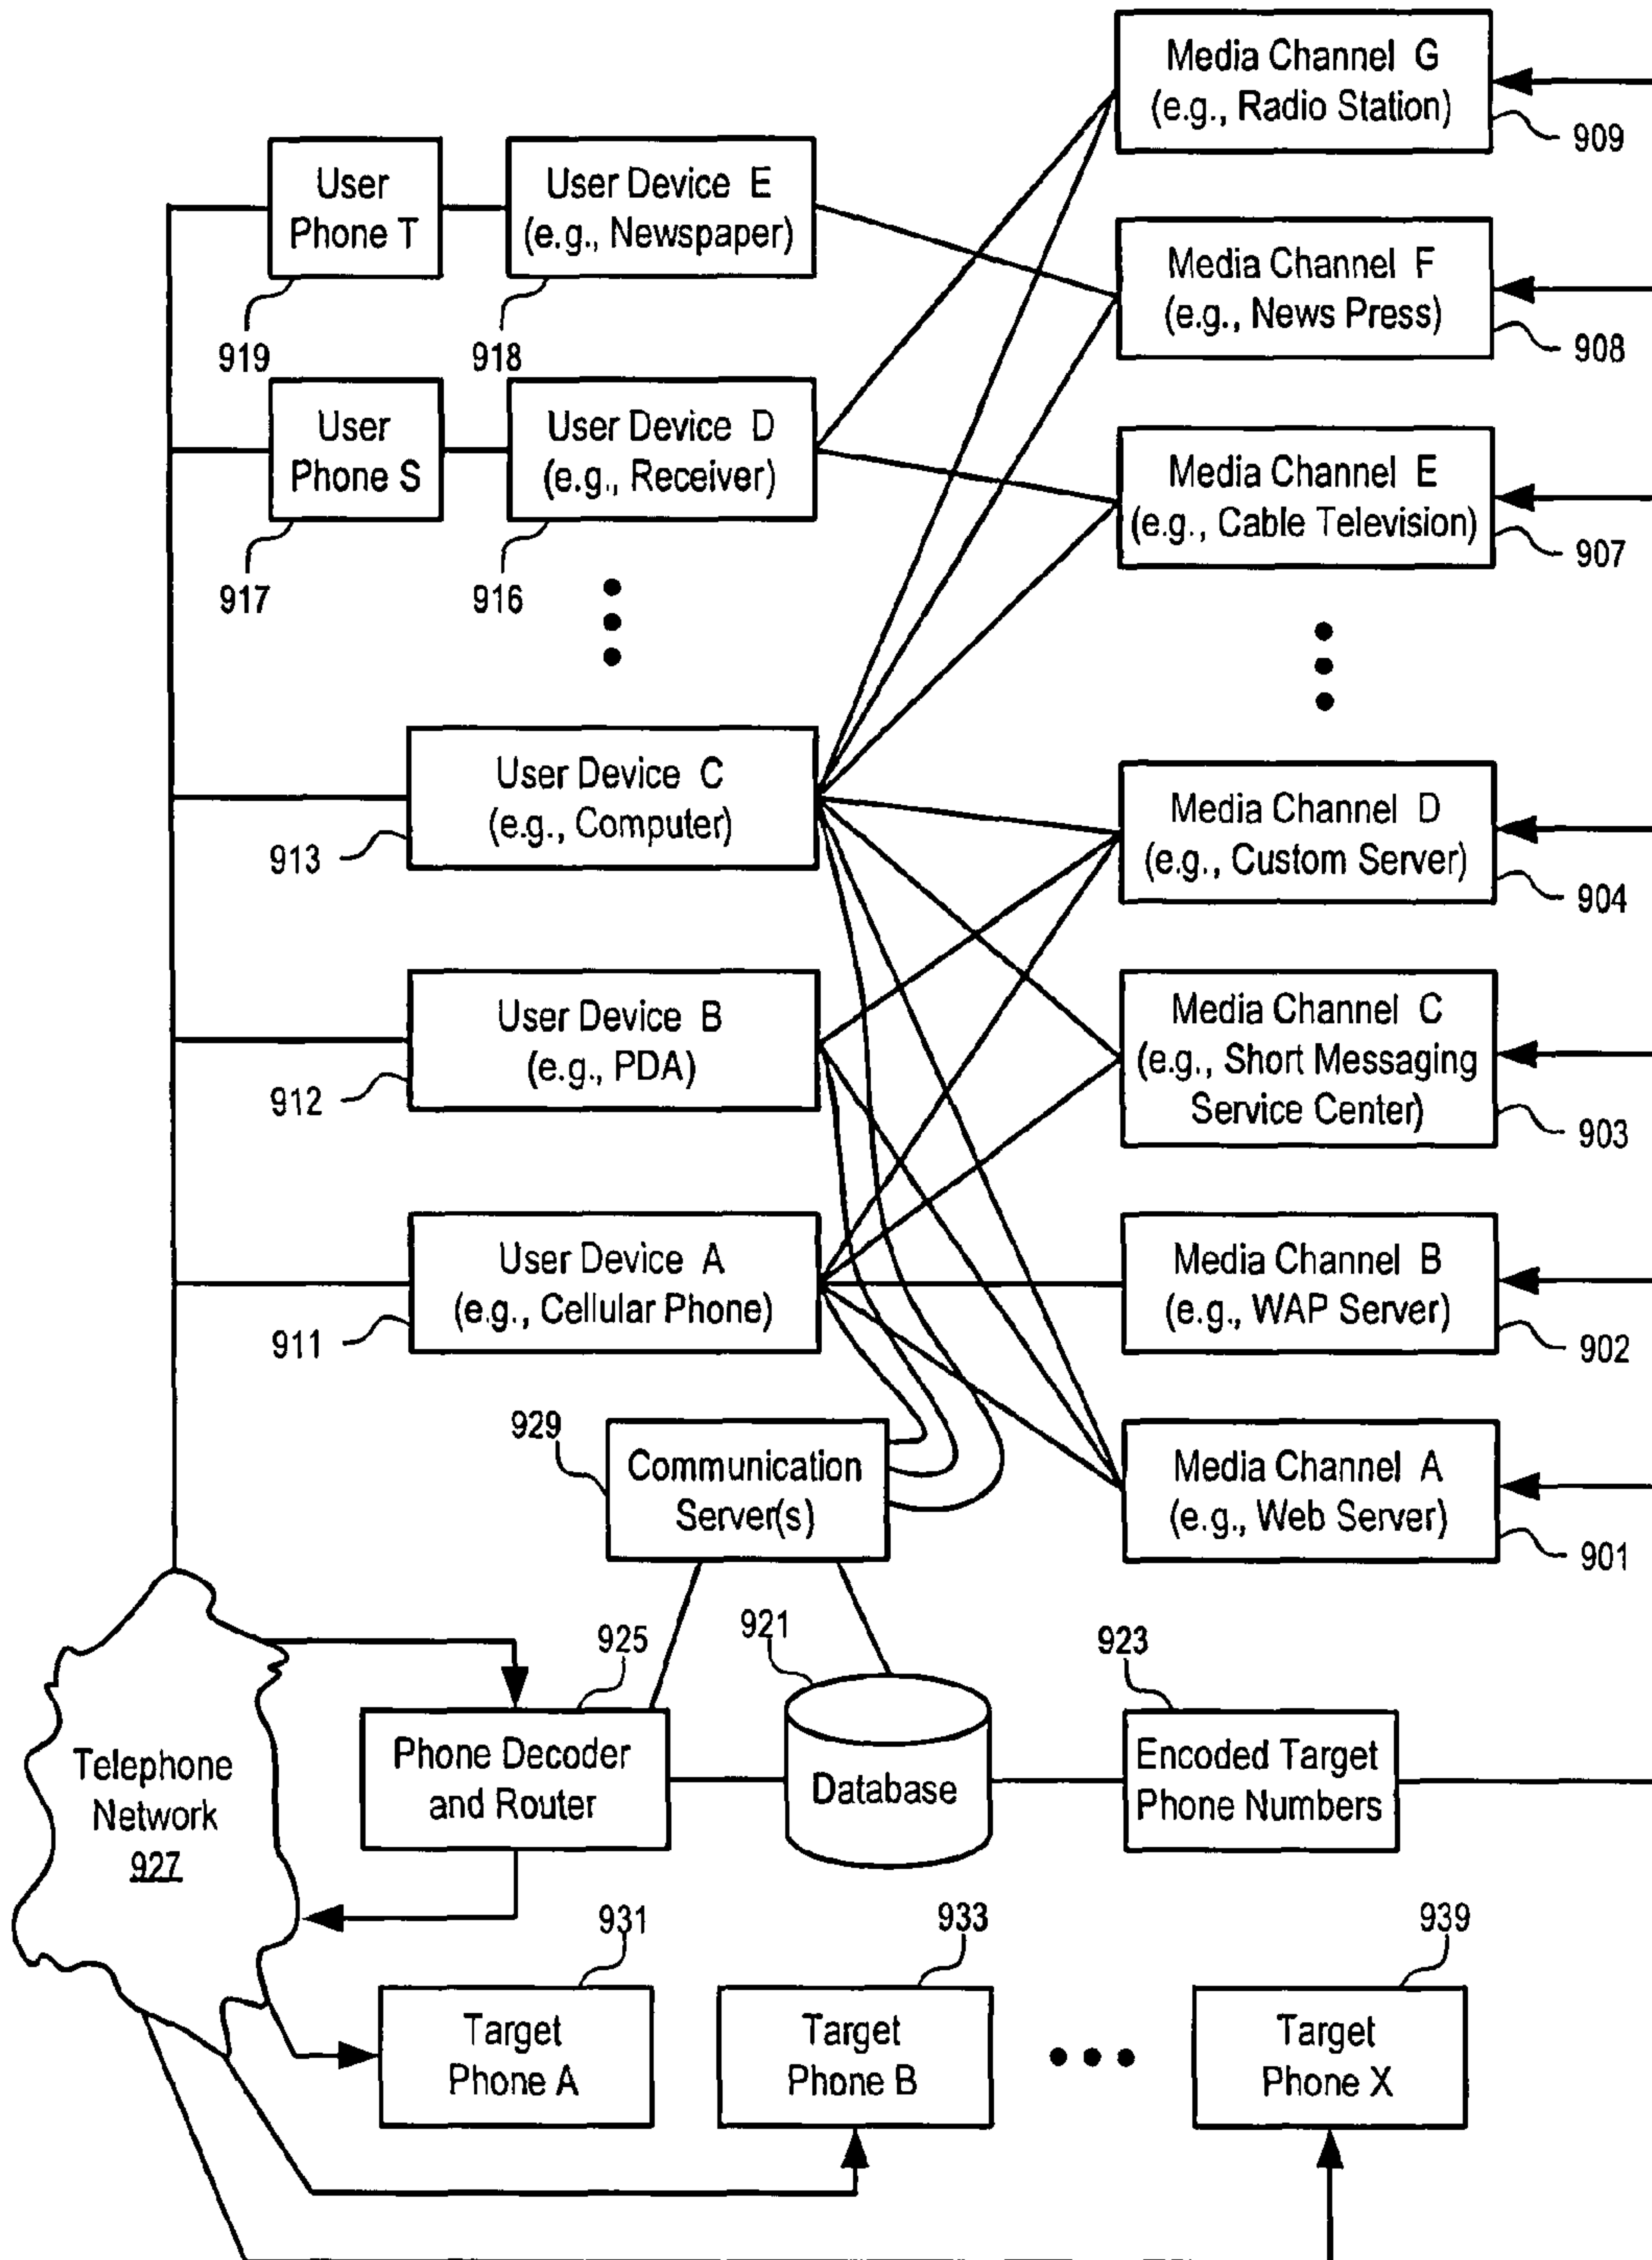 Media Channel G
(e.g., Radio Station)
909
User
Phone T
919
User Device E
(e.g., Newspaper)
918
Media Channel F
(e.g., News Press)
908
User
Phone S
917
User Device D
(e.g., Receiver)
916
Media Channel E
(e.g., Cable Television)
907
User Device C
(e.g., Computer)
913
Media Channel D
(e.g., Custom Server)
904
User Device B
(e.g., PDA)
912
Media Channel C
(e.g., Short Messaging
Service Center)
903
User Device A
(e.g., Cellular Phone)
911
Media Channel B
(e.g., WAP Server)
902
929
Communication
Server(s)
Media Channel A
(e.g., Web Server)
901
Telephone
Network
927
925
Phone Decoder
and Router
921
Database
923
Encoded Target
Phone Numbers
931
Target
Phone A
933
Target
Phone B
939
Target
Phone X